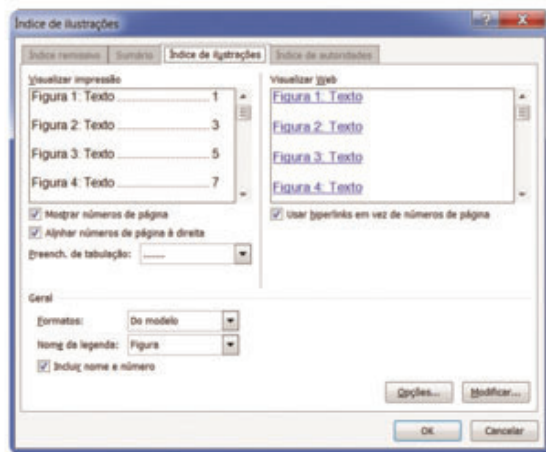 Índice de ilustrações
Índice remissivo Sumário Índice de ilustrações Índice de autoridades
Visualizar impressão
Figura 1: Texto 1
Figura 2: Texto 3
Figura 3: Texto 5
Figura 4: Texto 7
Mostrar números de página
Alinhar números de página à direita
Preench. de tabulação: .......
Visualizar Web
Figura 1: Texto
Figura 2: Texto
Figura 3: Texto
Figura 4: Texto
Usar hiperlinks em vez de números de página
Geral
Formatos: Do modelo
Nome da legenda: Figura
Incluir nome e número
Opções... Modificar...
OK Cancelar